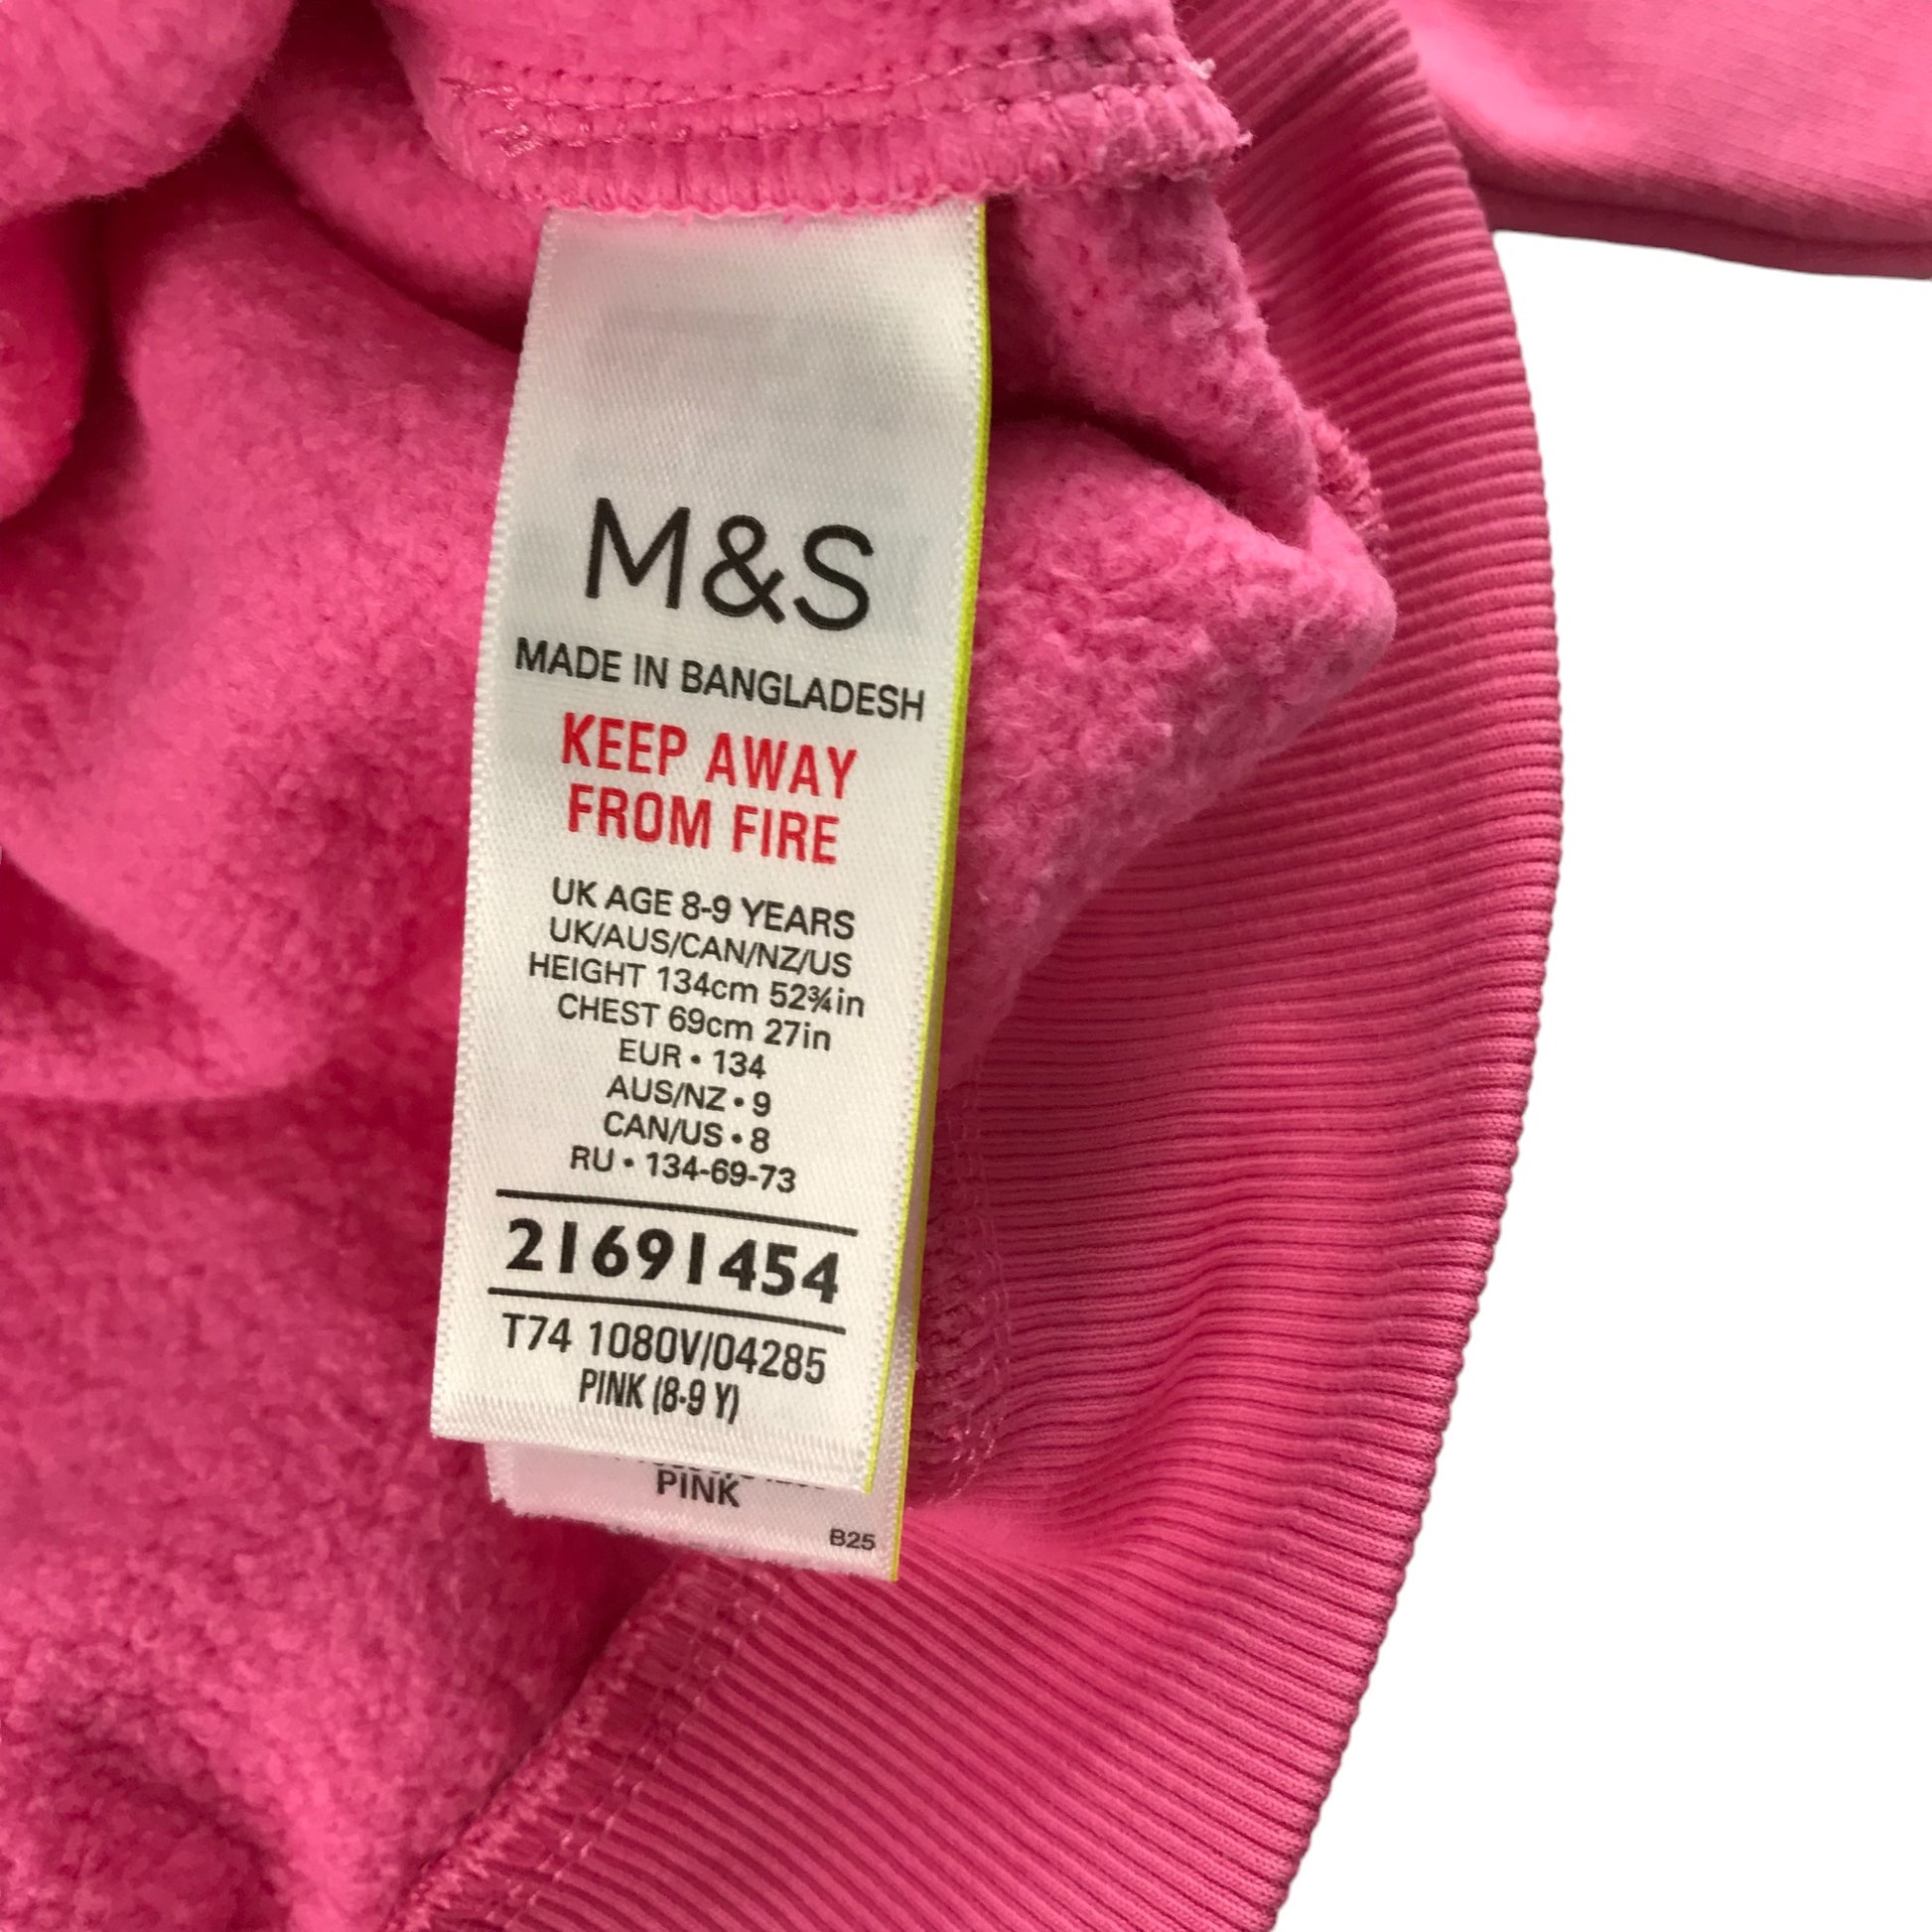 M&S
MADE IN BANGLADESH
KEEP AWAY
FROM FIRE
UK AGE 8-9 YEARS
UK/AUS/CAN/NZ/US
HEIGHT 134cm 52¾in
CHEST 69cm 27in
EUR • 134
AUS/NZ • 9
CAN/US • 8
RU • 134-69-73
21691454
T74 1080V/04285
PINK (8-9 Y)
PINK
B25